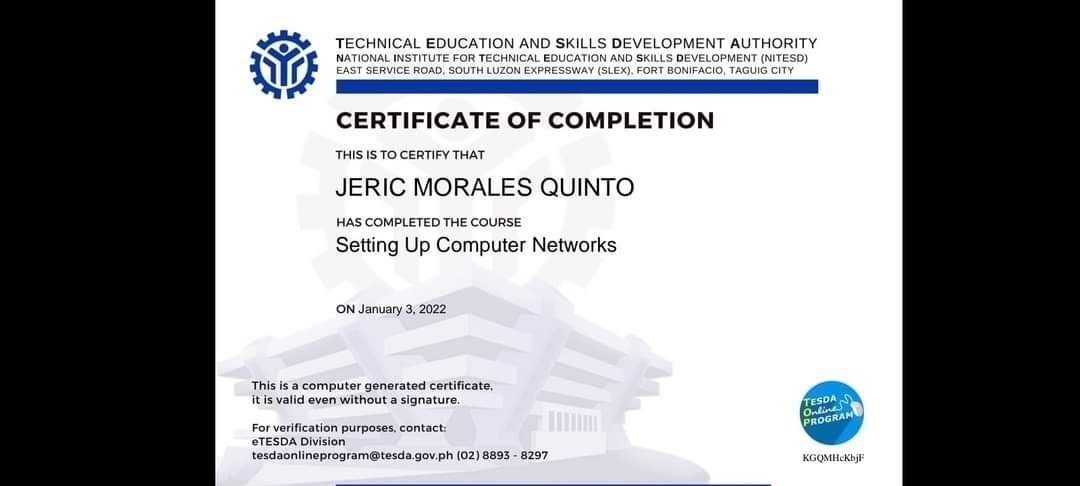 TECHNICAL EDUCATION AND SKILLS DEVELOPMENT AUTHORITY
NATIONAL INSTITUTE FOR TECHNICAL EDUCATION AND SKILLS DEVELOPMENT (NITESD)
EAST SERVICE ROAD, SOUTH LUZON EXPRESSWAY (SLEX), FORT BONIFACIO, TAGUIG CITY
CERTIFICATE OF COMPLETION
THIS IS TO CERTIFY THAT
JERIC MORALES QUINTO
HAS COMPLETED THE COURSE
Setting Up Computer Networks
ON January 3, 2022
This is a computer generated certificate,
it is valid even without a signature.
For verification purposes, contact:
eTESDA Division
tesdaonlineprogram@tesda.gov.ph (02) 8893 - 8297
TESDA
Online
PROGRAM
KGQMHcKbjF